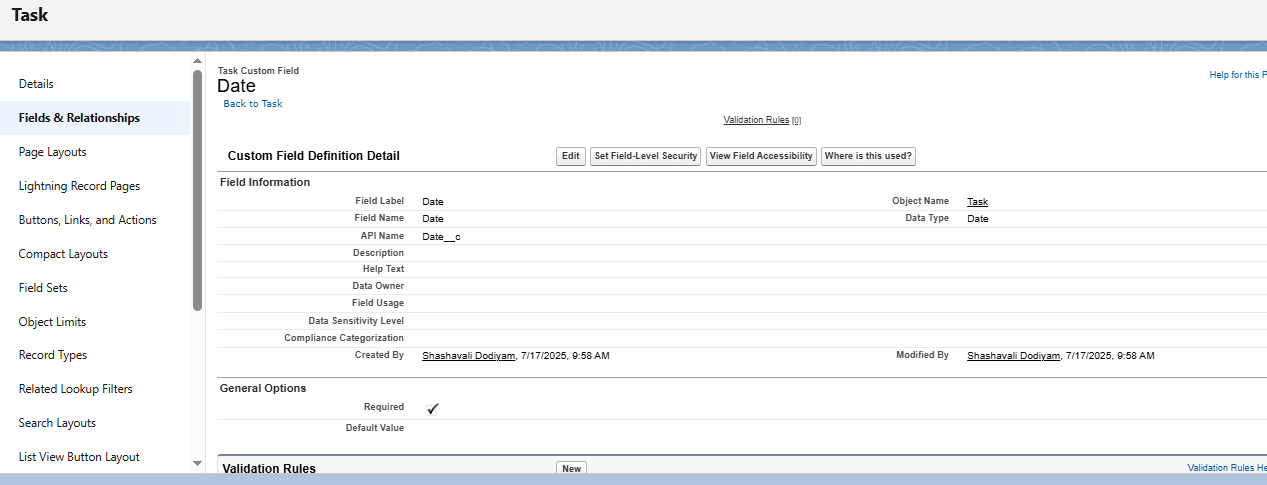 Task
Details
Fields & Relationships
Page Layouts
Lightning Record Pages
Buttons, Links, and Actions
Compact Layouts
Field Sets
Object Limits
Record Types
Related Lookup Filters
Search Layouts
List View Button Layout
Task Custom Field
Date
Back to Task
Help for this P
Validation Rules [0]
Custom Field Definition Detail Edit Set Field-Level Security View Field Accessibility Where is this used?
Field Information
Field Label Date Object Name Task
Field Name Date Data Type Date
API Name Date__c
Description
Help Text
Data Owner
Field Usage
Data Sensitivity Level
Compliance Categorization
Created By Shashavali Dodiyam, 7/17/2025, 9:58 AM Modified By Shashavali Dodiyam, 7/17/2025, 9:58 AM
General Options
Required ✓
Default Value
Validation Rules New Validation Rules He